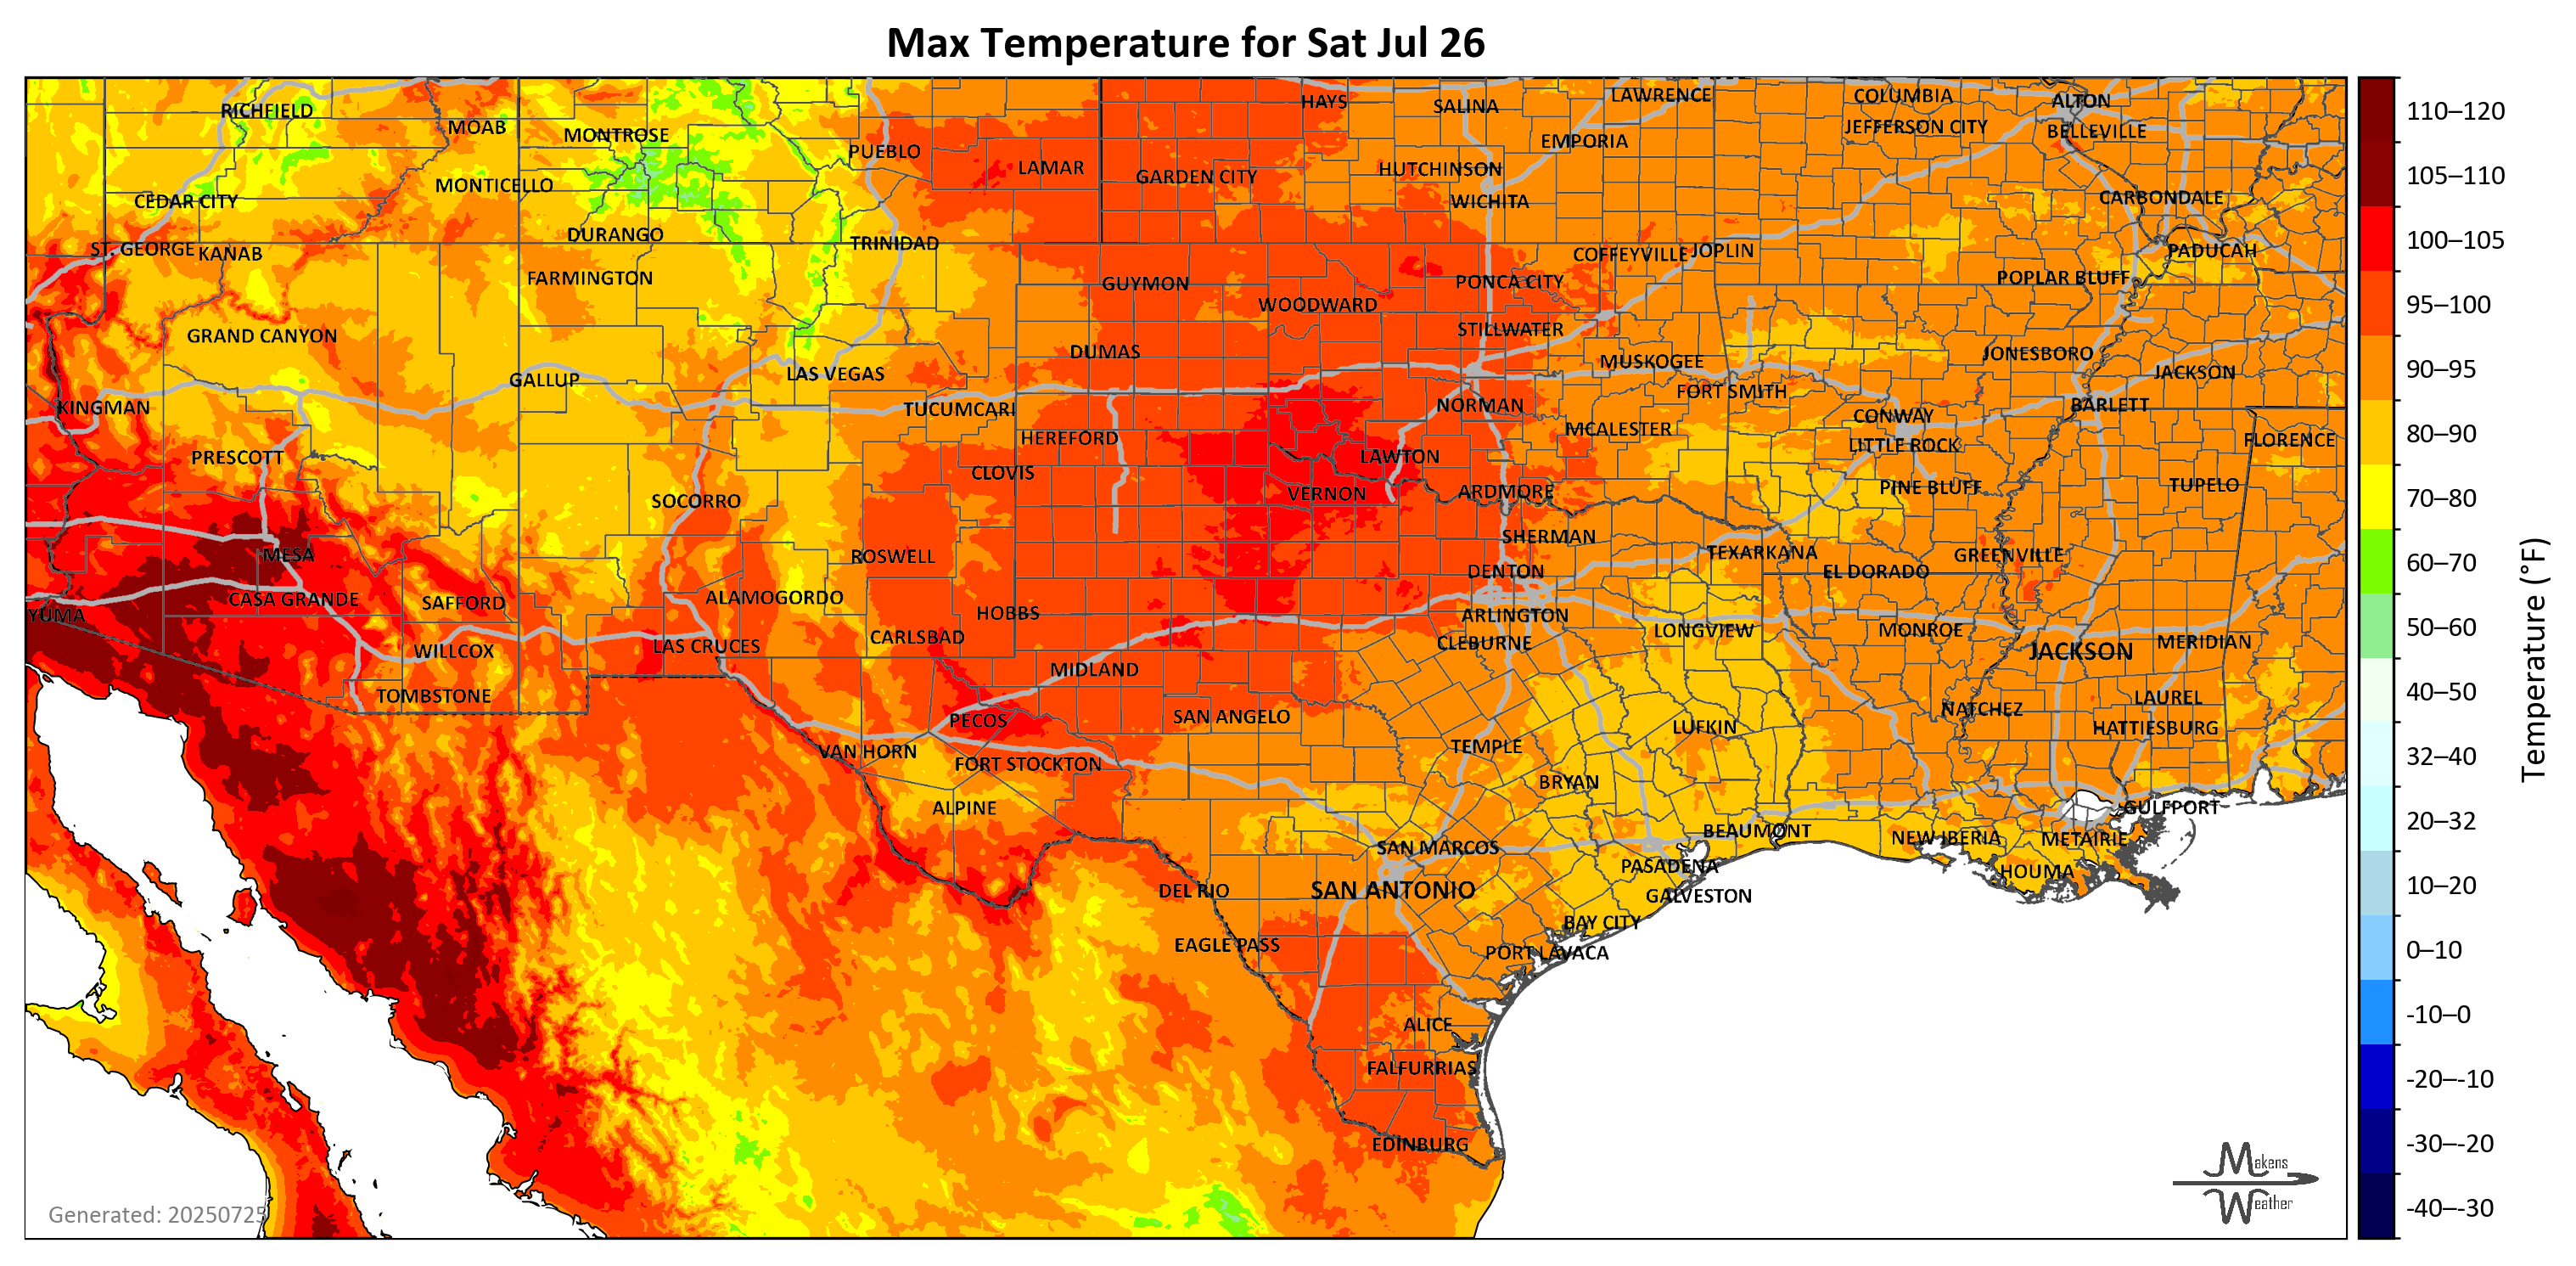 Max Temperature for Sat Jul 26
RICHFIELD
MOAB
MONTROSE
PUEBLO
LAMAR
HAYS
SALINA
LAWRENCE
COLUMBIA
ALTON
EMPORIA
JEFFERSON CITY
BELLEVILLE
CEDAR CITY
MONTICELLO
GARDEN CITY
HUTCHINSON
WICHITA
CARBONDALE
ST. GEORGE
KANAB
DURANGO
TRINIDAD
COFFEYVILLE
JOPLIN
PADUCAH
FARMINGTON
GUYMON
WOODWARD
PONCA CITY
POPLAR BLUFF
GRAND CANYON
DUMAS
STILLWATER
MUSKOGEE
JONESBORO
GALLUP
LAS VEGAS
FORT SMITH
JACKSON
KINGMAN
TUCUMCARI
NORMAN
CONWAY
BARLETT
PRESCOTT
HEREFORD
MCALESTER
LITTLE ROCK
FLORENCE
CLOVIS
LAWTON
SOCORRO
VERNON
ARDMORE
PINE BLUFF
TUPELO
MESA
ROSWELL
SHERMAN
TEXARKANA
GREENVILLE
CASA GRANDE
SAFFORD
ALAMOGORDO
DENTON
EL DORADO
YUMA
HOBBS
ARLINGTON
WILLCOX
LAS CRUCES
CARLSBAD
CLEBURNE
LONGVIEW
MONROE
JACKSON
MERIDIAN
TOMBSTONE
MIDLAND
PECOS
SAN ANGELO
LUFKIN
NATCHEZ
LAUREL
HATTIESBURG
VAN HORN
FORT STOCKTON
TEMPLE
BRYAN
ALPINE
GULFPORT
SAN MARCOS
BEAUMONT
NEW IBERIA
METAIRIE
DEL RIO
SAN ANTONIO
PASADENA
GALVESTON
HOUMA
EAGLE PASS
BAY CITY
PORT LAVACA
ALICE
FALFURRIAS
EDINBURG
Generated: 20250725
Makens
Weather
110–120
105–110
100–105
95–100
90–95
80–90
70–80
60–70
50–60
40–50
32–40
20–32
10–20
0–10
-10–0
-20–-10
-30–-20
-40–-30
Temperature (°F)